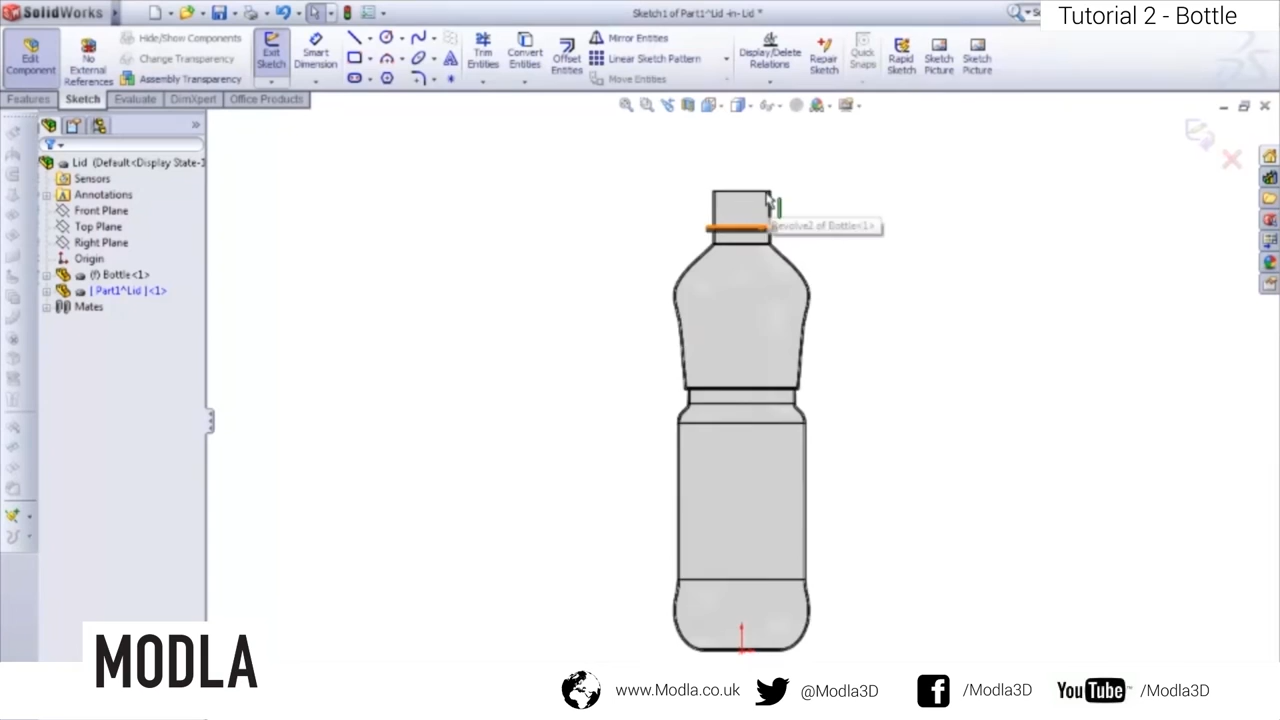 SolidWorks
Sketch1 of Part1^Lid -in- Lid *
Tutorial 2 - Bottle
Edit Component
No External References
Hide/Show Components
Change Transparency
Assembly Transparency
Exit Sketch
Smart Dimension
Trim Entities
Convert Entities
Offset Entities
Mirror Entities
Linear Sketch Pattern
Move Entities
Display/Delete Relations
Repair Sketch
Quick Snaps
Rapid Sketch
Sketch Picture
Sketch Picture
Features
Sketch
Evaluate
DimXpert
Office Products
Lid (Default<Display State-1
Sensors
Annotations
Front Plane
Top Plane
Right Plane
Origin
(f) Bottle<1>
[ Part1^Lid ]<1>
Mates
Revolve2 of Bottle<1>
MODLA
www.Modla.co.uk
@Modla3D
/Modla3D
YouTube
/Modla3D